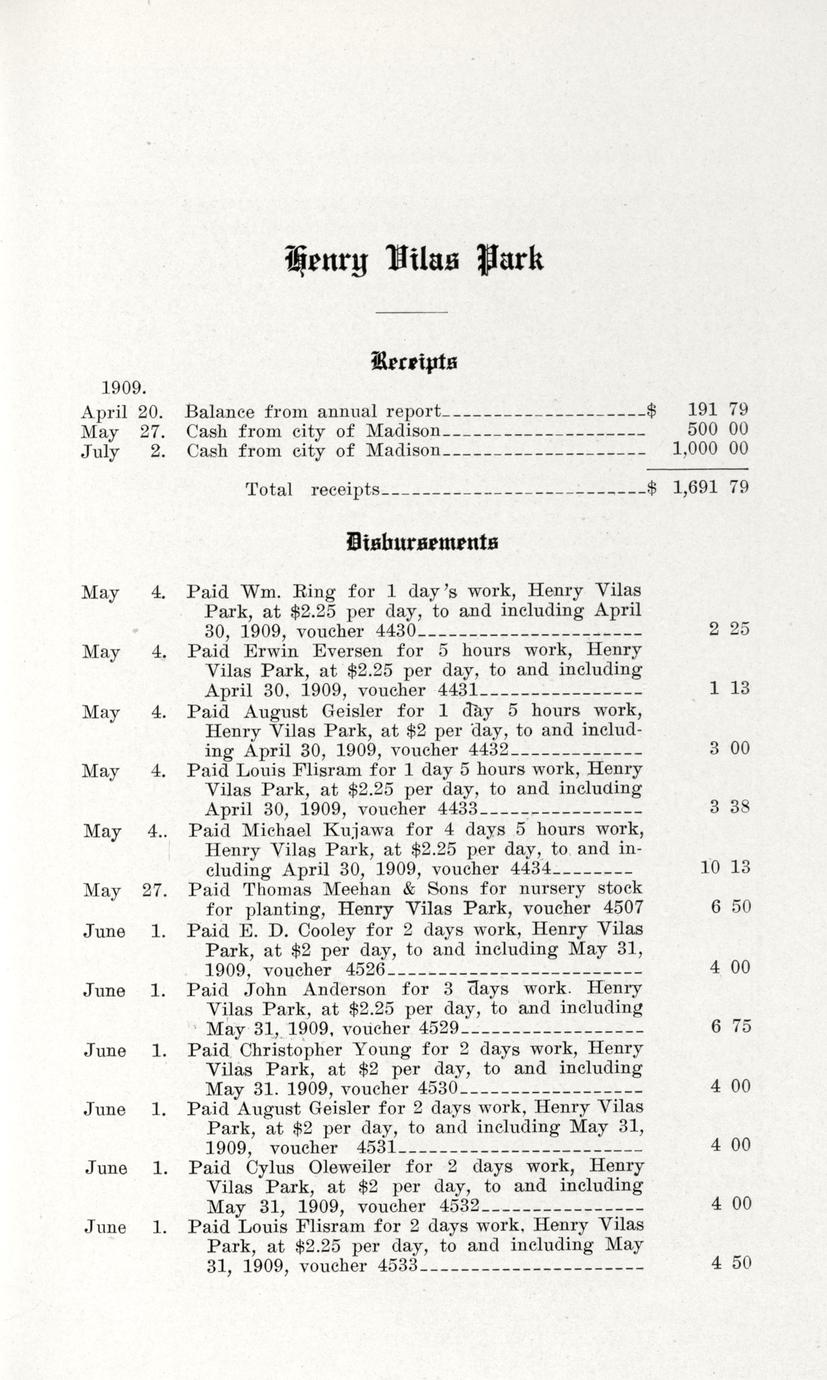 Henry Vilas Park
Receipts
1909.
April 20. Balance from annual report_____________________$ 191 79
May 27. Cash from city of Madison____________________ 500 00
July 2. Cash from city of Madison____________________ 1,000 00
Total receipts___________________________$ 1,691 79
Disbursements
May 4. Paid Wm. Ring for 1 day's work, Henry Vilas
Park, at $2.25 per day, to and including April
30, 1909, voucher 4430______________________ 2 25
May 4. Paid Erwin Eversen for 5 hours work, Henry
Vilas Park, at $2.25 per day, to and including
April 30, 1909, voucher 4431________________ 1 13
May 4. Paid August Geisler for 1 day 5 hours work,
Henry Vilas Park, at $2 per day, to and includ-
ing April 30, 1909, voucher 4432_____________ 3 00
May 4. Paid Louis Flisram for 1 day 5 hours work, Henry
Vilas Park, at $2.25 per day, to and including
April 30, 1909, voucher 4433________________ 3 38
May 4.. Paid Michael Kujawa for 4 days 5 hours work,
Henry Vilas Park, at $2.25 per day, to and in-
cluding April 30, 1909, voucher 4434________ 10 13
May 27. Paid Thomas Meehan & Sons for nursery stock
for planting, Henry Vilas Park, voucher 4507 6 50
June 1. Paid E. D. Cooley for 2 days work, Henry Vilas
Park, at $2 per day, to and including May 31,
1909, voucher 4526_________________________ 4 00
June 1. Paid John Anderson for 3 days work. Henry
Vilas Park, at $2.25 per day, to and including
May 31, 1909, voucher 4529__________________ 6 75
June 1. Paid Christopher Young for 2 days work, Henry
Vilas Park, at $2 per day, to and including
May 31. 1909, voucher 4530__________________ 4 00
June 1. Paid August Geisler for 2 days work, Henry Vilas
Park, at $2 per day, to and including May 31,
1909, voucher 4531________________________ 4 00
June 1. Paid Cylus Oleweiler for 2 days work, Henry
Vilas Park, at $2 per day, to and including
May 31, 1909, voucher 4532________________ 4 00
June 1. Paid Louis Flisram for 2 days work, Henry Vilas
Park, at $2.25 per day, to and including May
31, 1909, voucher 4533______________________ 4 50